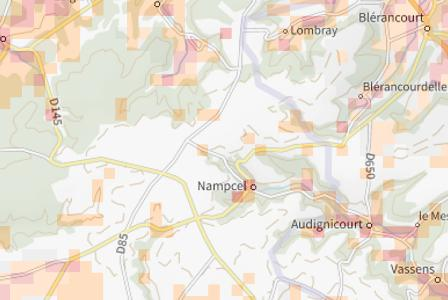 Blérancourt
Lombray
Blérancourdelle
D145
D650
Nampcel
Audignicourt
le Mes
D85
Vassens